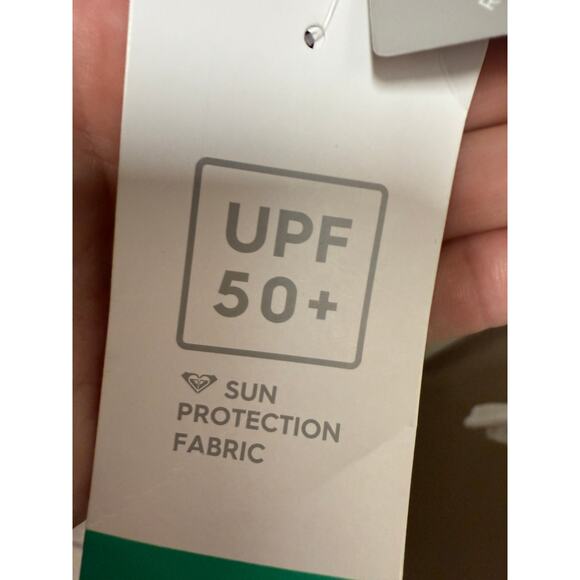 UPF
50+
SUN
PROTECTION
FABRIC